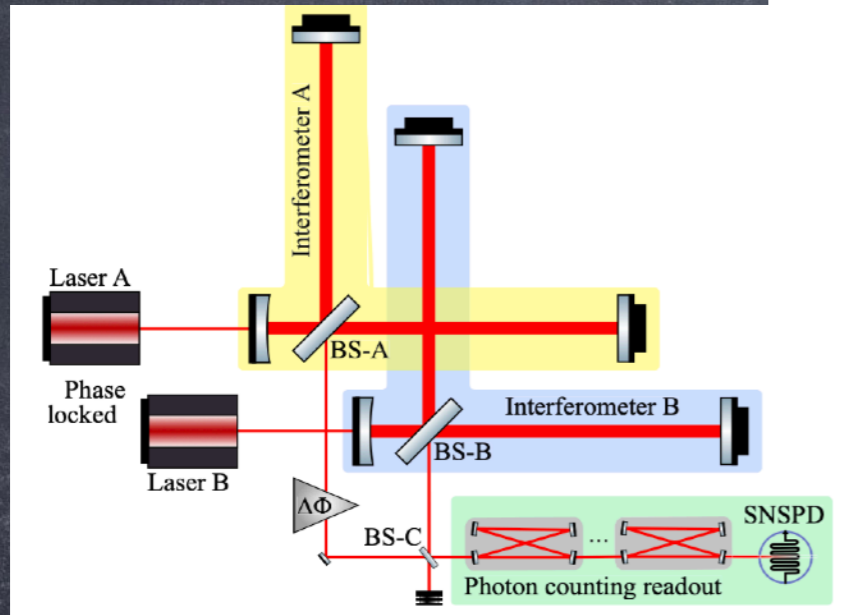 Interferometer A
Laser A
BS-A
Phase
locked
Interferometer B
BS-B
Laser B
ΔΦ
BS-C
SNSPD
...
Photon counting readout